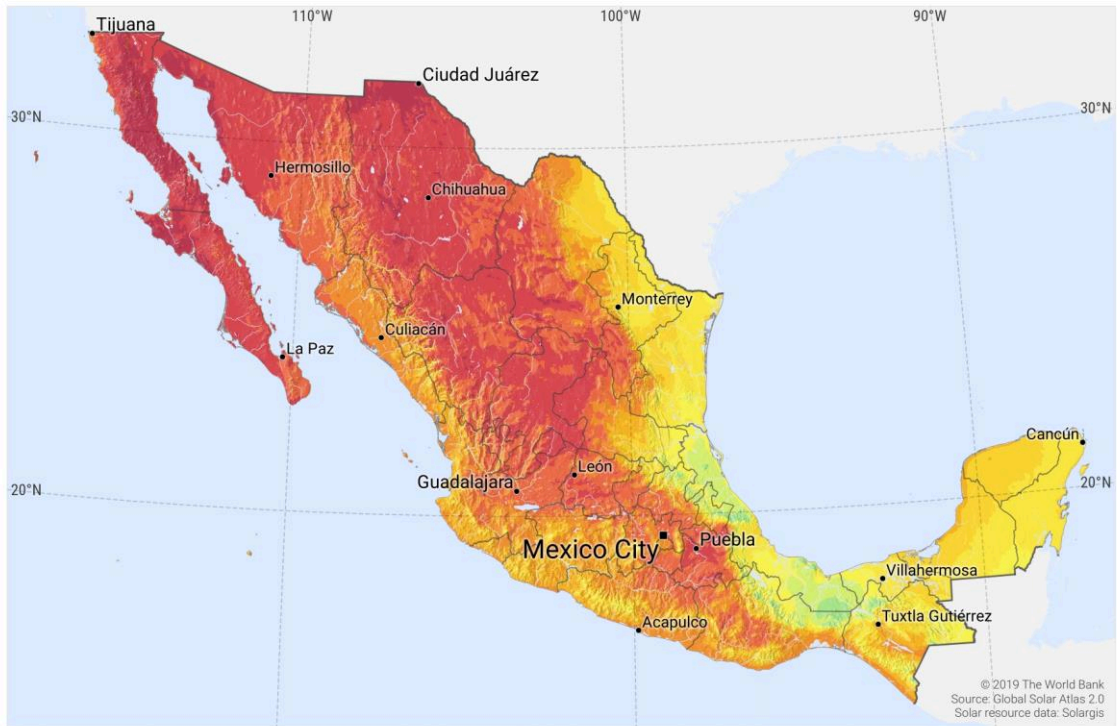 Tijuana
110°W
100°W
90°W
Ciudad Juárez
30°N
30°N
Hermosillo
Chihuahua
Monterrey
Culiacán
La Paz
Cancún
León
Guadalajara
20°N
20°N
Mexico City
Puebla
Villahermosa
Tuxtla Gutiérrez
Acapulco
© 2019 The World Bank
Source: Global Solar Atlas 2.0
Solar resource data: Solargis